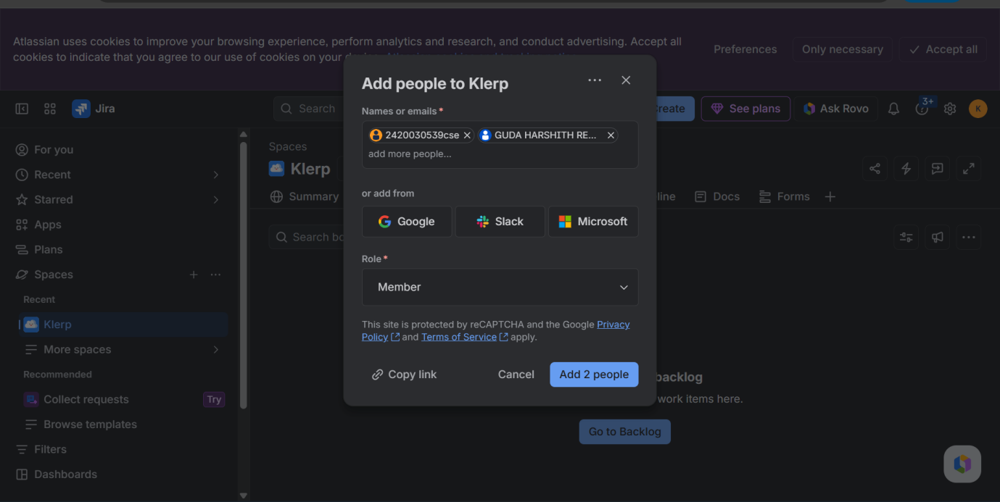 Atlassian uses cookies to improve your browsing experience, perform analytics and research, and conduct advertising. Accept all
cookies to indicate that you agree to our use of cookies on your
Preferences
Only necessary
Accept all
Jira
Search
Create
See plans
Ask Rovo
3+
K
For you
Recent
Starred
Apps
Plans
Spaces
Recent
Klerp
More spaces
Recommended
Collect requests
Try
Browse templates
Filters
Dashboards
Spaces
Klerp
Summary
line
Docs
Forms
Search bo
backlog
work items here.
Go to Backlog
Add people to Klerp
Names or emails *
2420030539cse
GUDA HARSHITH RE...
add more people...
or add from
Google
Slack
Microsoft
Role *
Member
This site is protected by reCAPTCHA and the Google Privacy
Policy and Terms of Service apply.
Copy link
Cancel
Add 2 people